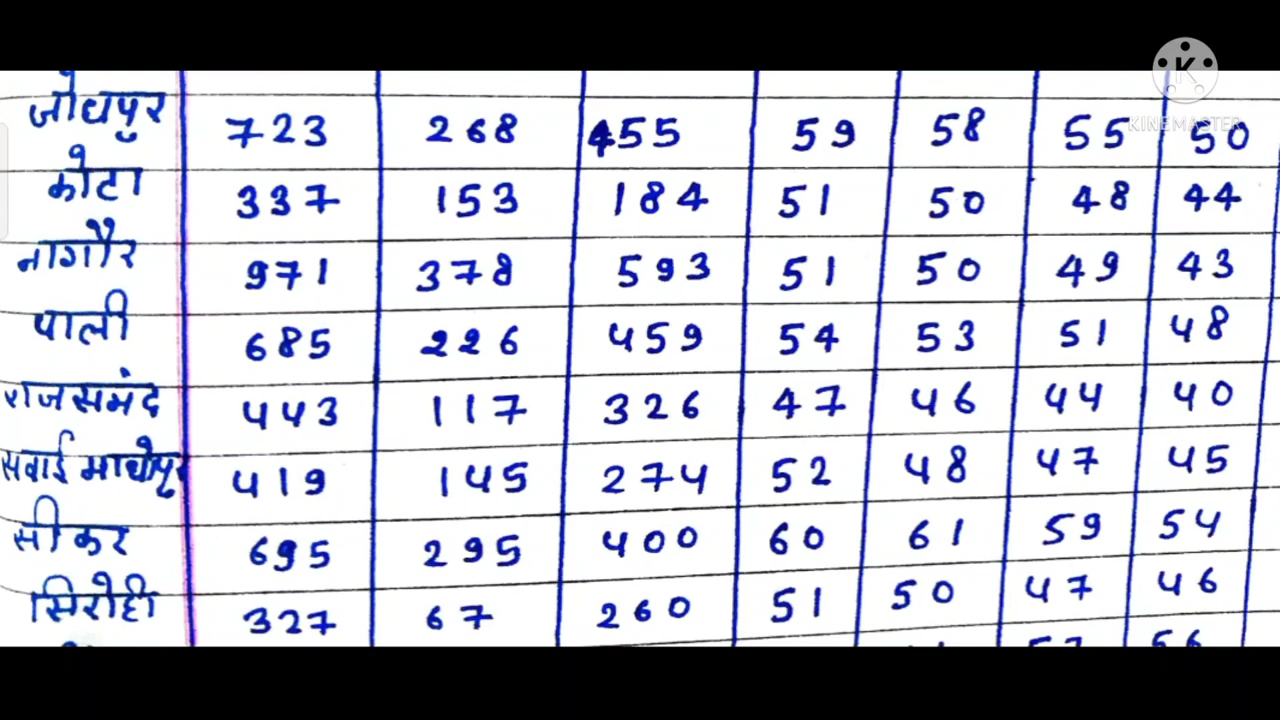 जोधपुर 723 268 455 59 58 55 50
KINEMASTER
कोटा 337 153 184 51 50 48 44
नागौर 971 378 593 51 50 49 43
पाली 685 226 459 54 53 51 48
राजसमंद 443 117 326 47 46 44 40
सवाई माधोपुर 419 145 274 52 48 47 45
सीकर 695 295 400 60 61 59 54
सिरोही 327 67 260 51 50 47 46